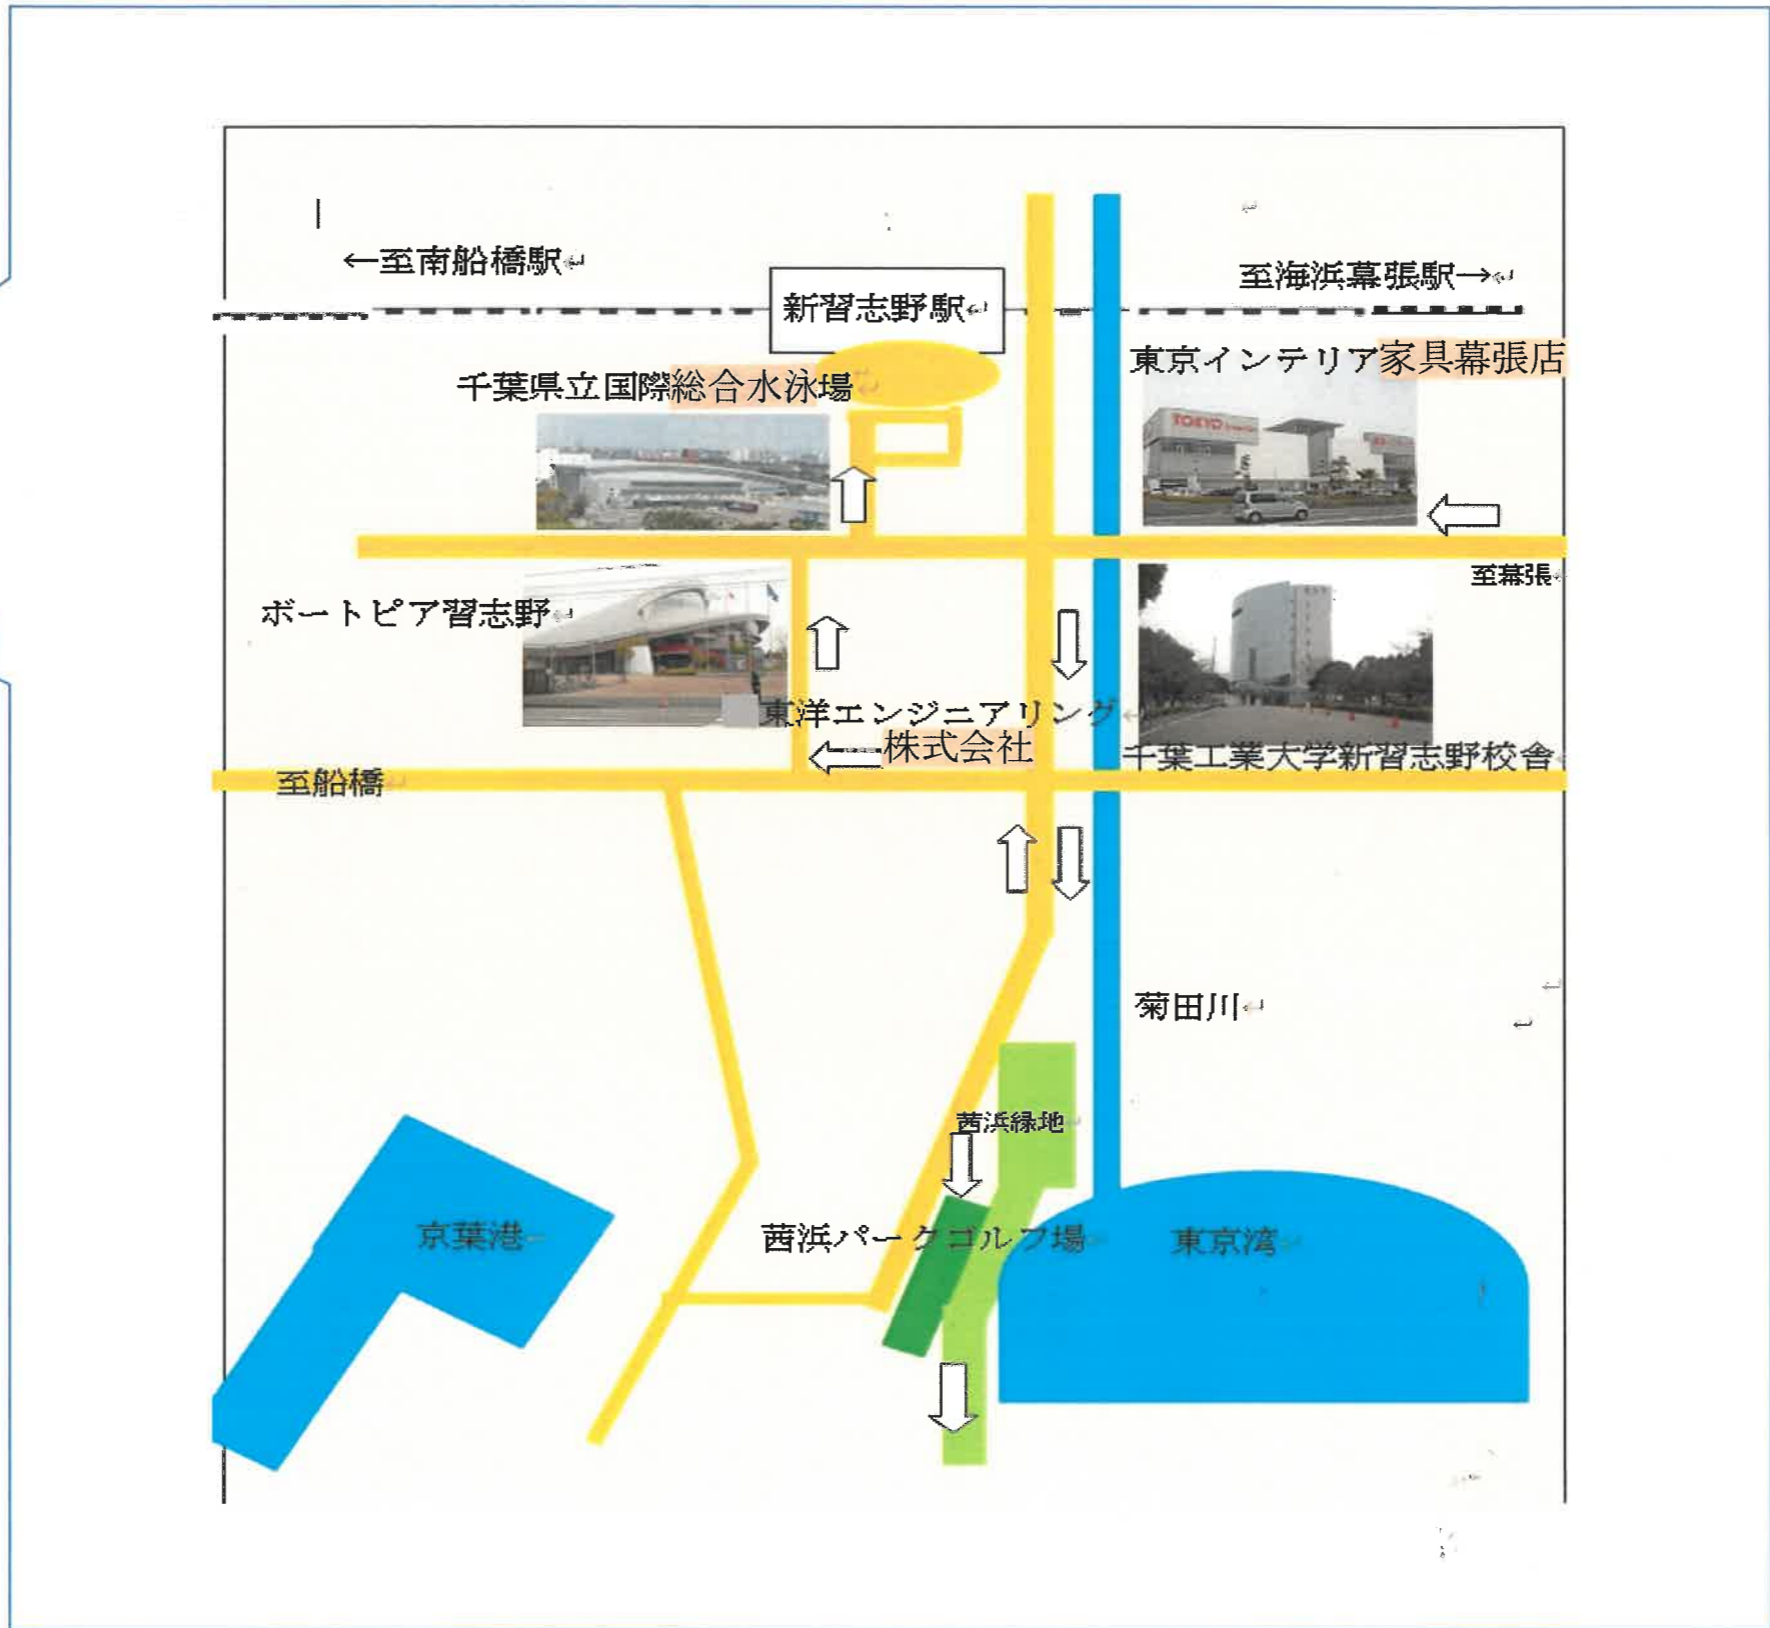 ←至南船橋駅
至海浜幕張駅→
新習志野駅
東京インテリア家具幕張店
千葉県立国際総合水泳場
TOKYO
至幕張
ボートピア習志野
東洋エンジニアリング
株式会社
千葉工業大学新習志野校舎
至船橋
菊田川
茜浜緑地
京葉港
茜浜パークゴルフ場
東京湾